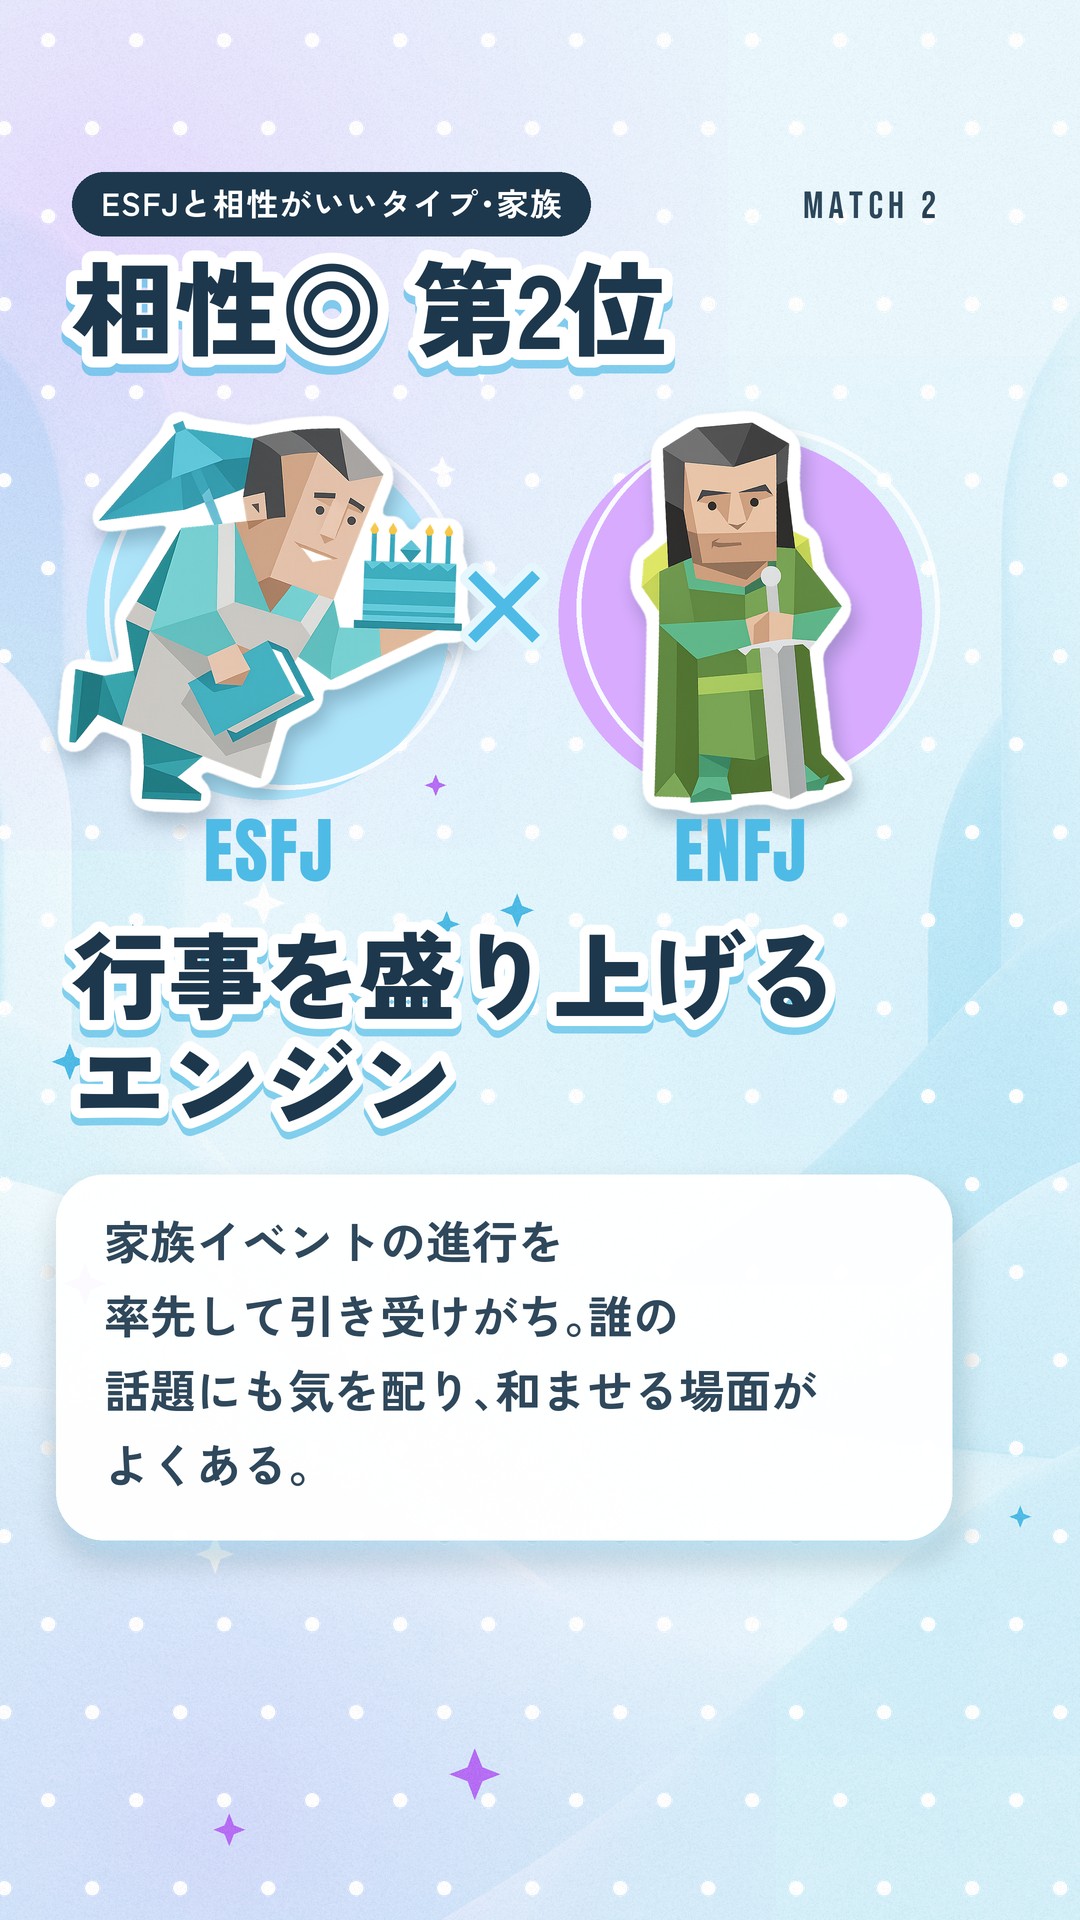 ESFJと相性がいいタイプ・家族
MATCH 2
相性◎ 第2位
×
ESFJ
ENFJ
行事を盛り上げる
エンジン
家族イベントの進行を
率先して引き受けがち。誰の
話題にも気を配り、和ませる場面が
よくある。